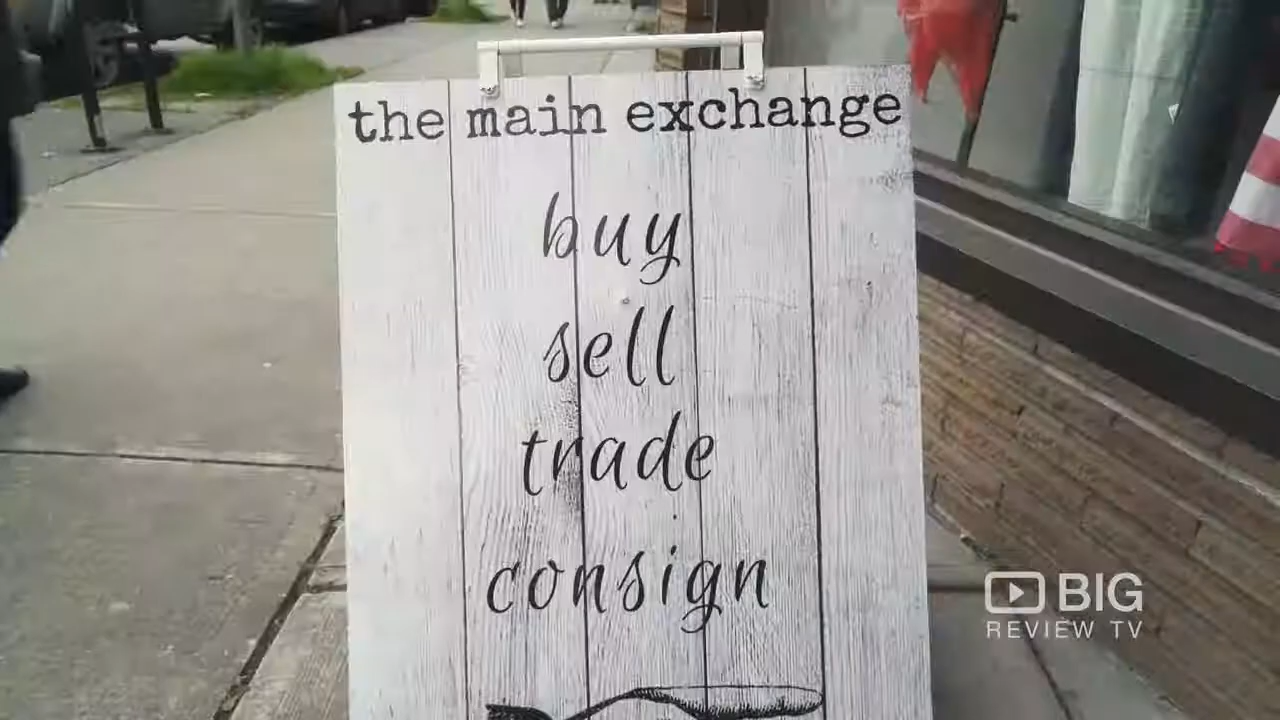 the main exchange
buy
sell
trade
consign
BIG
REVIEW TV